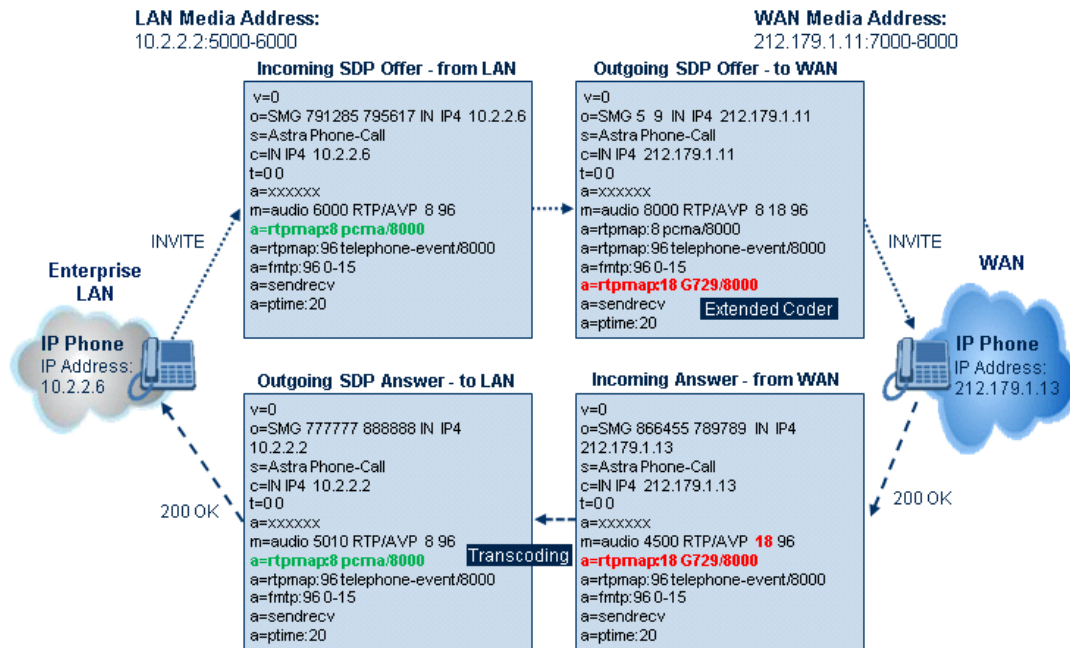 LAN Media Address:
10.2.2.2:5000-6000
WAN Media Address:
212.179.1.11:7000-8000
Incoming SDP Offer - from LAN
v=0
o=SMG 791285 795617 IN IP4 10.2.2.6
s=Astra Phone-Call
c=IN IP4 10.2.2.6
t=0 0
a=xxxxxx
m=audio 6000 RTP/AVP 8 96
a=rtpmap:8 pcma/8000
a=rtpmap:96 telephone-event/8000
a=fmtp:96 0-15
a=sendrecv
a=ptime:20
Outgoing SDP Offer - to WAN
v=0
o=SMG 5 9 IN IP4 212.179.1.11
s=Astra Phone-Call
c=IN IP4 212.179.1.11
t=0 0
a=xxxxxx
m=audio 8000 RTP/AVP 8 18 96
a=rtpmap:8 pcma/8000
a=rtpmap:96 telephone-event/8000
a=fmtp:96 0-15
a=rtpmap:18 G729/8000
a=sendrecv
Extended Coder
a=ptime:20
INVITE
INVITE
Enterprise
LAN
IP Phone
IP Address:
10.2.2.6
WAN
IP Phone
IP Address:
212.179.1.13
Outgoing SDP Answer - to LAN
v=0
o=SMG 777777 888888 IN IP4
10.2.2.2
s=Astra Phone-Call
c=IN IP4 10.2.2.2
t=0 0
a=xxxxxx
m=audio 5010 RTP/AVP 8 96
a=rtpmap:8 pcma/8000
a=rtpmap:96 telephone-event/8000
a=fmtp:96 0-15
a=sendrecv
a=ptime:20
Transcoding
Incoming Answer - from WAN
v=0
o=SMG 866455 789789 IN IP4
212.179.1.13
s=Astra Phone-Call
c=IN IP4 212.179.1.13
t=0 0
a=xxxxxx
m=audio 4500 RTP/AVP 18 96
a=rtpmap:18 G729/8000
a=rtpmap:96 telephone-event/8000
a=fmtp:96 0-15
a=sendrecv
a=ptime:20
200 OK
200 OK